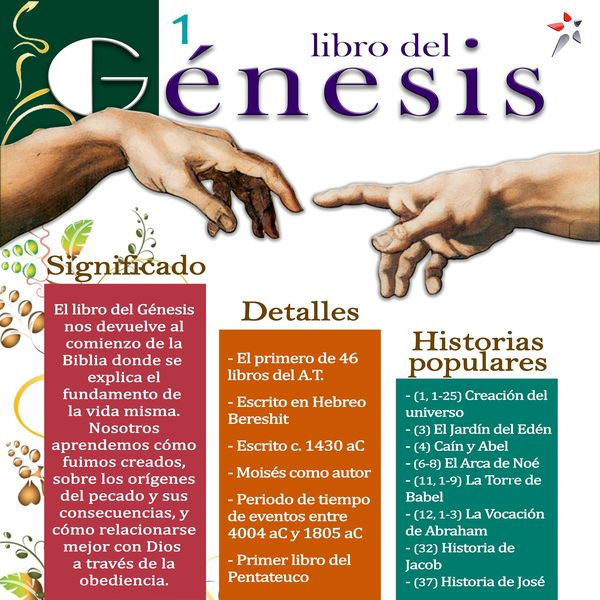 1
libro del
Génesis
Significado
El libro del Génesis
nos devuelve al
comienzo de la
Biblia donde se
explica el
fundamento de
la vida misma.
Nosotros
aprendemos cómo
fuimos creados,
sobre los orígenes
del pecado y sus
consecuencias, y
cómo relacionarse
mejor con Dios
a través de la
obediencia.
Detalles
- El primero de 46
libros del A.T.
- Escrito en Hebreo
Bereshit
- Escrito c. 1430 aC
- Moisés como autor
- Periodo de tiempo
de eventos entre
4004 aC y 1805 aC
- Primer libro del
Pentateuco
Historias
populares
- (1, 1-25) Creación del
universo
- (3) El Jardín del Edén
- (4) Caín y Abel
- (6-8) El Arca de Noé
- (11, 1-9) La Torre de
Babel
- (12, 1-3) La Vocación
de Abraham
- (32) Historia de
Jacob
- (37) Historia de José